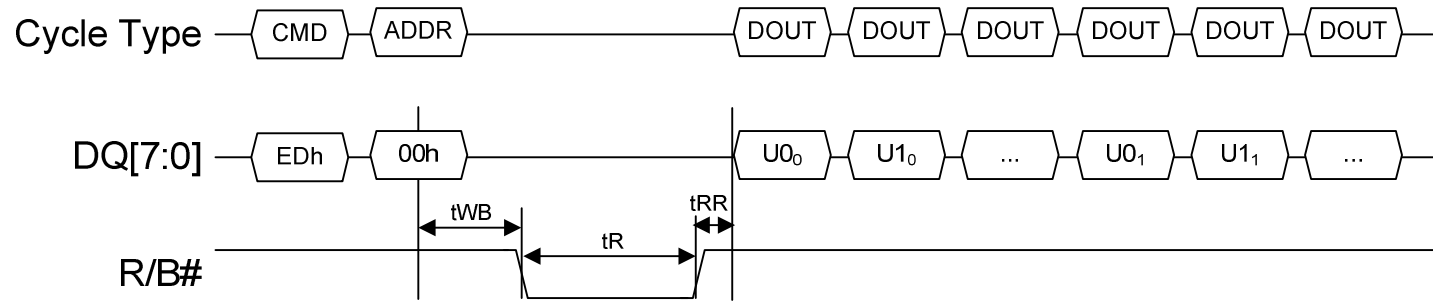 Cycle Type CMD ADDR DOUT DOUT DOUT DOUT DOUT DOUT
DQ[7:0] EDh 00h U0₀ U1₀ ... U0₁ U1₁ ...
tWB tR tRR
R/B#